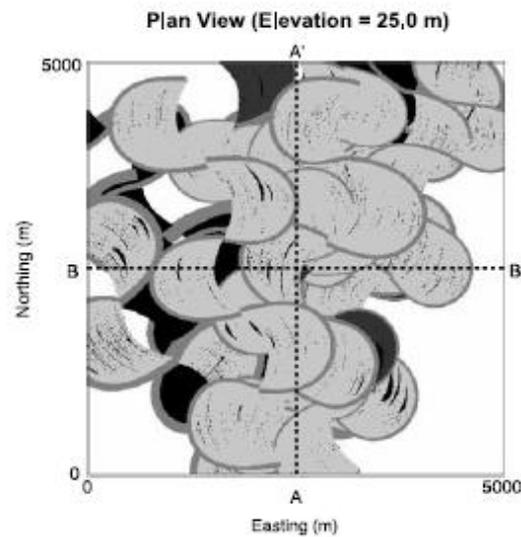 Plan View (Elevation = 25,0 m)
A'
5000
Northing (m)
B
B
0
0
A
5000
Easting (m)